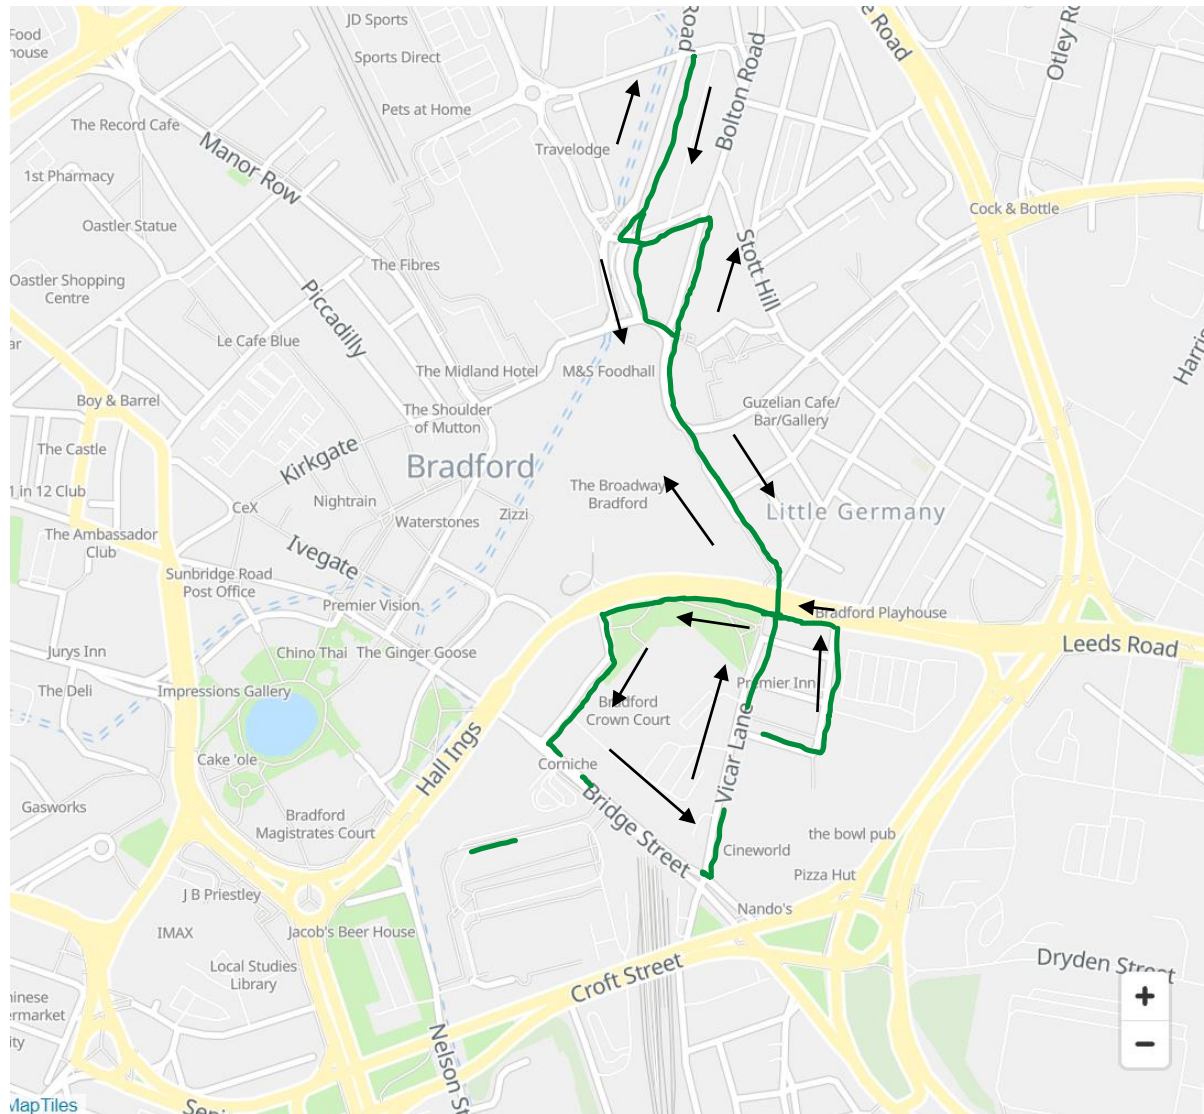 Food
house
JD Sports
Sports Direct
Pets at Home
Road
Bolton Road
e Road
Otley Ro
The Record Cafe
Manor Row
Travelodge
1st Pharmacy
Oastler Statue
Cock & Bottle
Stott Hill
The Fibres
Oastler Shopping
Centre
Piccadilly
ar
Le Cafe Blue
Harris
The Midland Hotel
M&S Foodhall
Boy & Barrel
The Shoulder
of Mutton
Guzelian Cafe/
Bar/Gallery
The Castle
Kirkgate
Bradford
1 in 12 Club
Nightrain
The Broadway
Bradford
CeX
Waterstones
Zizzi
Little Germany
The Ambassador
Club
Ivegate
Sunbridge Road
Post Office
Premier Vision
Bradford Playhouse
Jurys Inn
Chino Thai
The Ginger Goose
Leeds Road
The Deli
Impressions Gallery
Premier Inn
Bradford
Crown Court
Cake 'ole
Hall Ings
Corniche
Vicar Lane
Gasworks
Bradford
Magistrates Court
Bridge Street
the bowl pub
Cineworld
Pizza Hut
J B Priestley
Nando's
IMAX
Jacob's Beer House
Local Studies
Library
Croft Street
Dryden Street
hinese
ermarket
ity
+
−
Nelson St
MapTiles